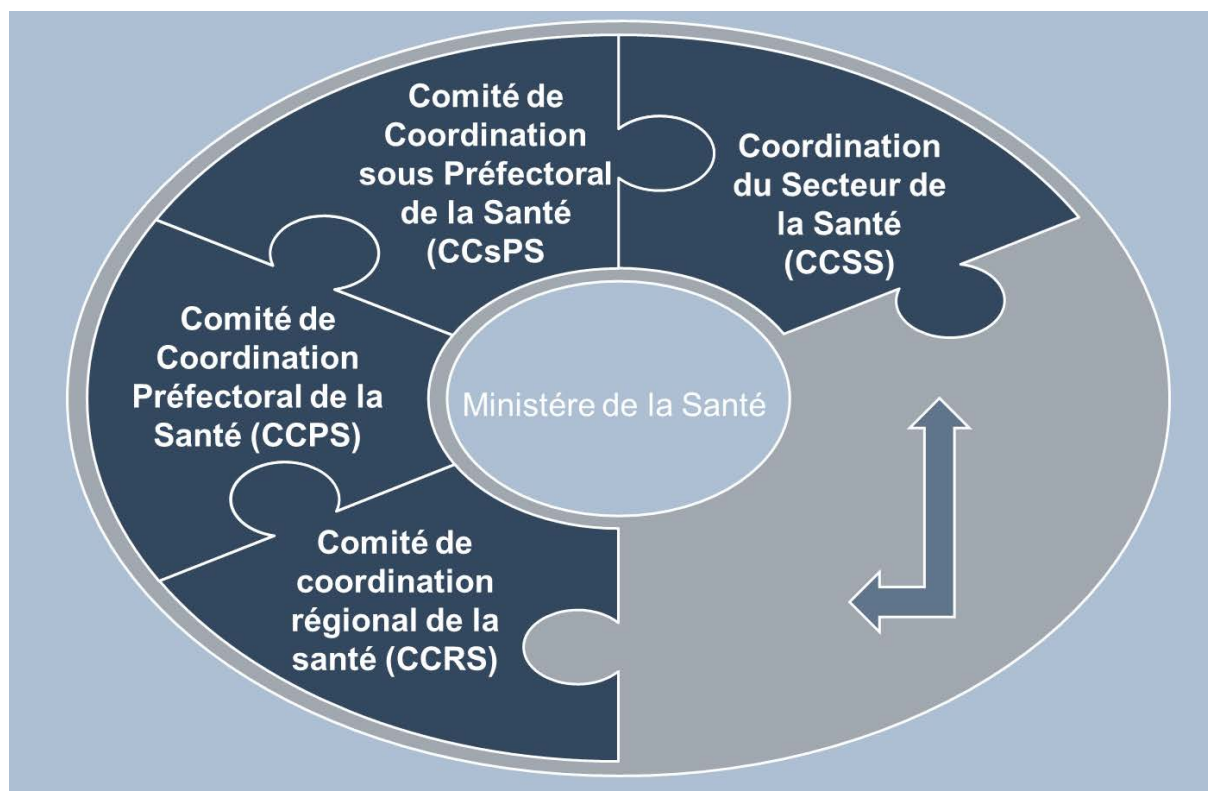 Comité de
Coordination
sous Préfectoral
de la Santé
(CCsPS
Coordination
du Secteur de
la Santé
(CCSS)
Comité de
Coordination
Préfectoral de la
Santé (CCPS)
Ministére de la Santé
Comité de
coordination
régional de la
santé (CCRS)